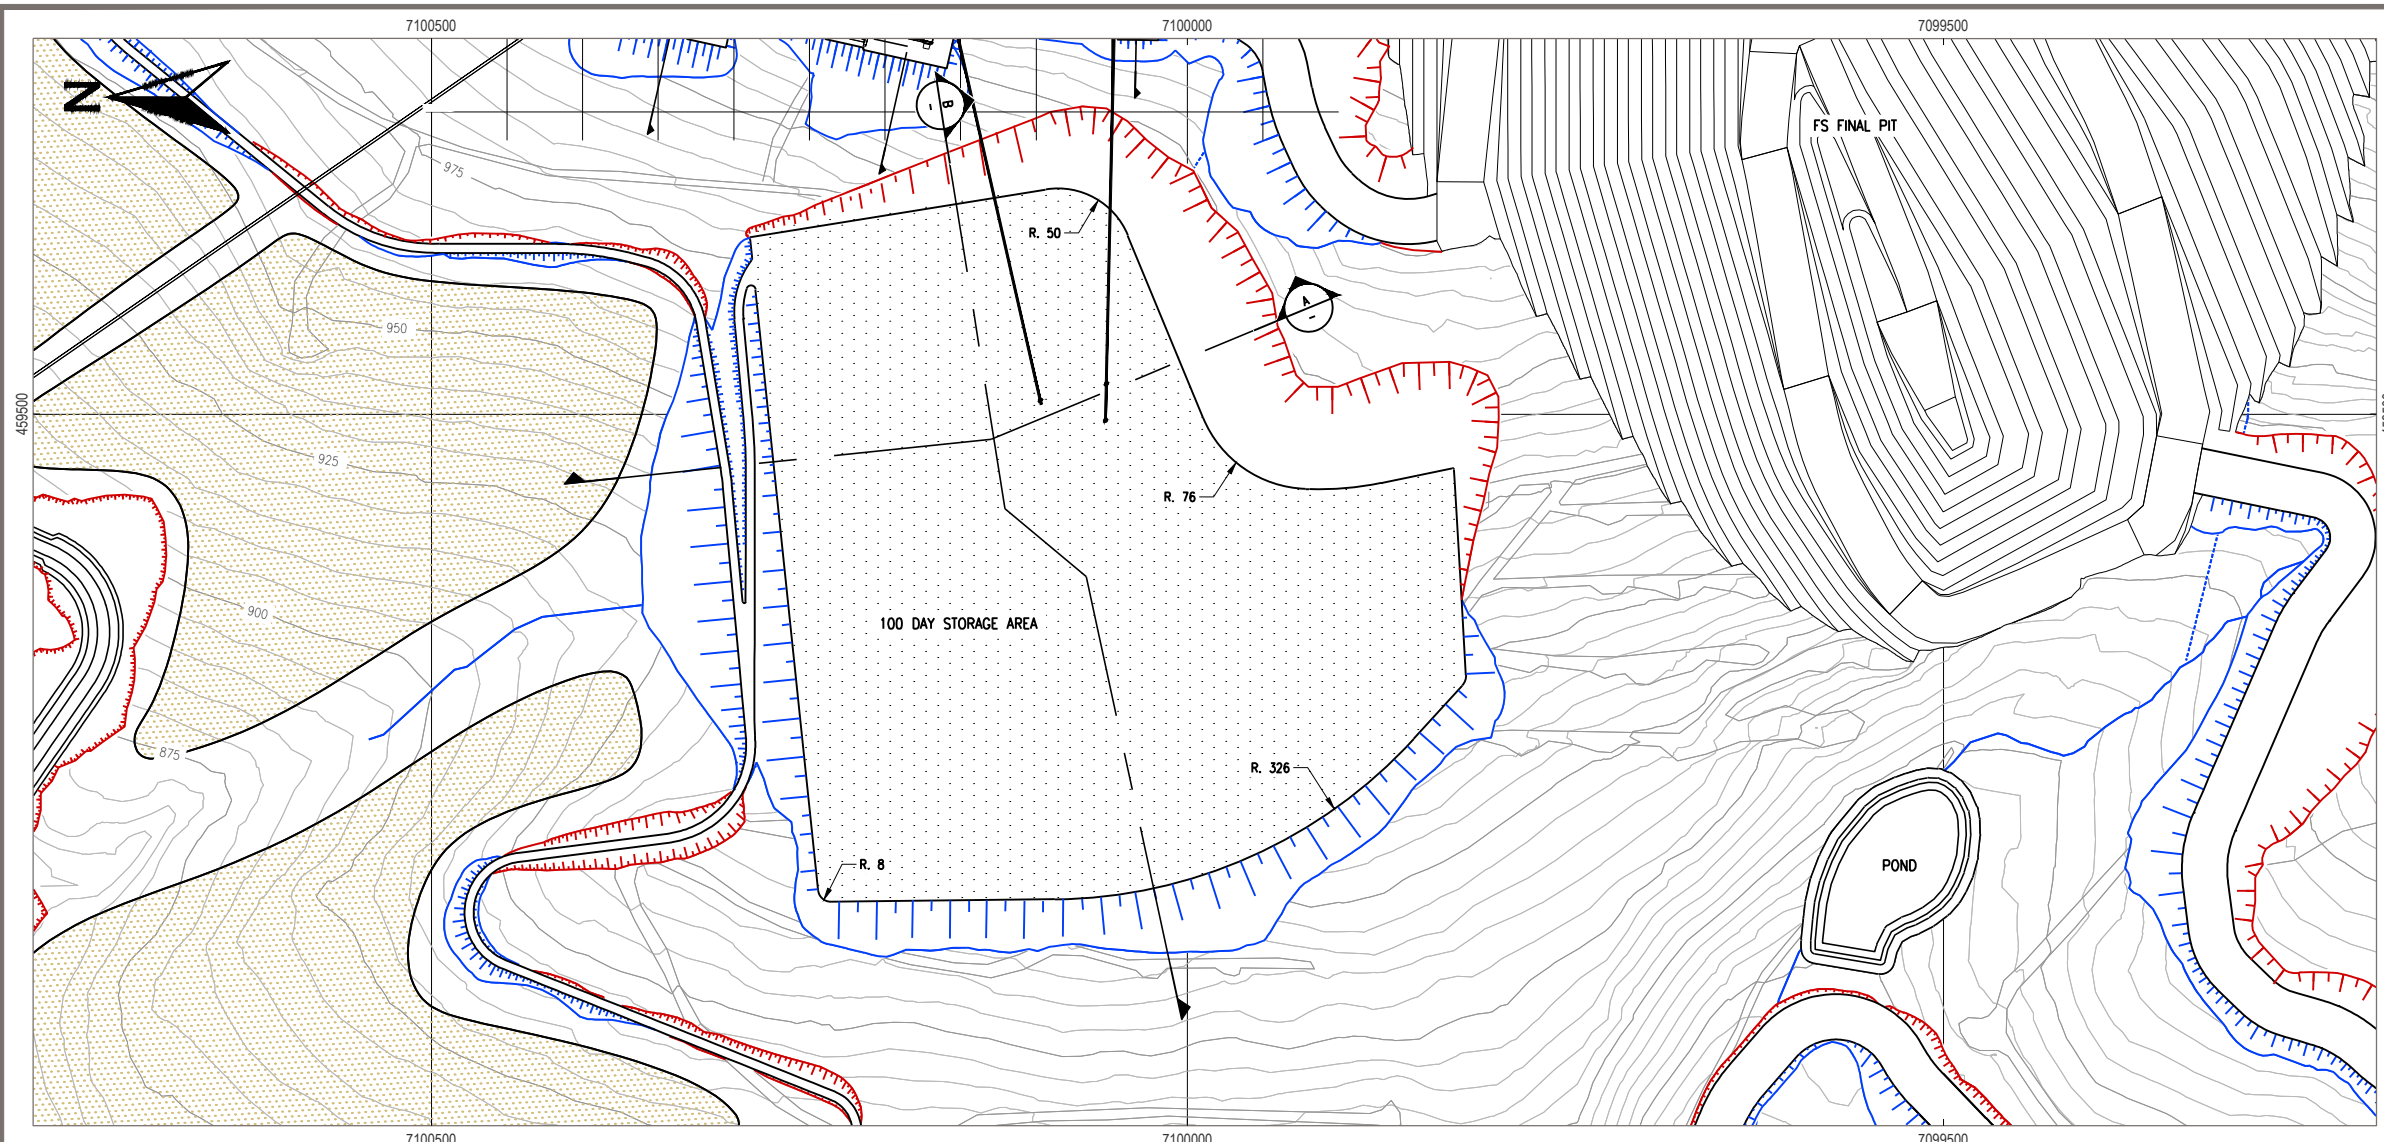 7100500
7100000
7099500
N
B
-
FS FINAL PIT
975
R. 50
A
-
950
459500
925
R. 76
900
100 DAY STORAGE AREA
875
R. 326
R. 8
POND
7100500
7100000
7099500